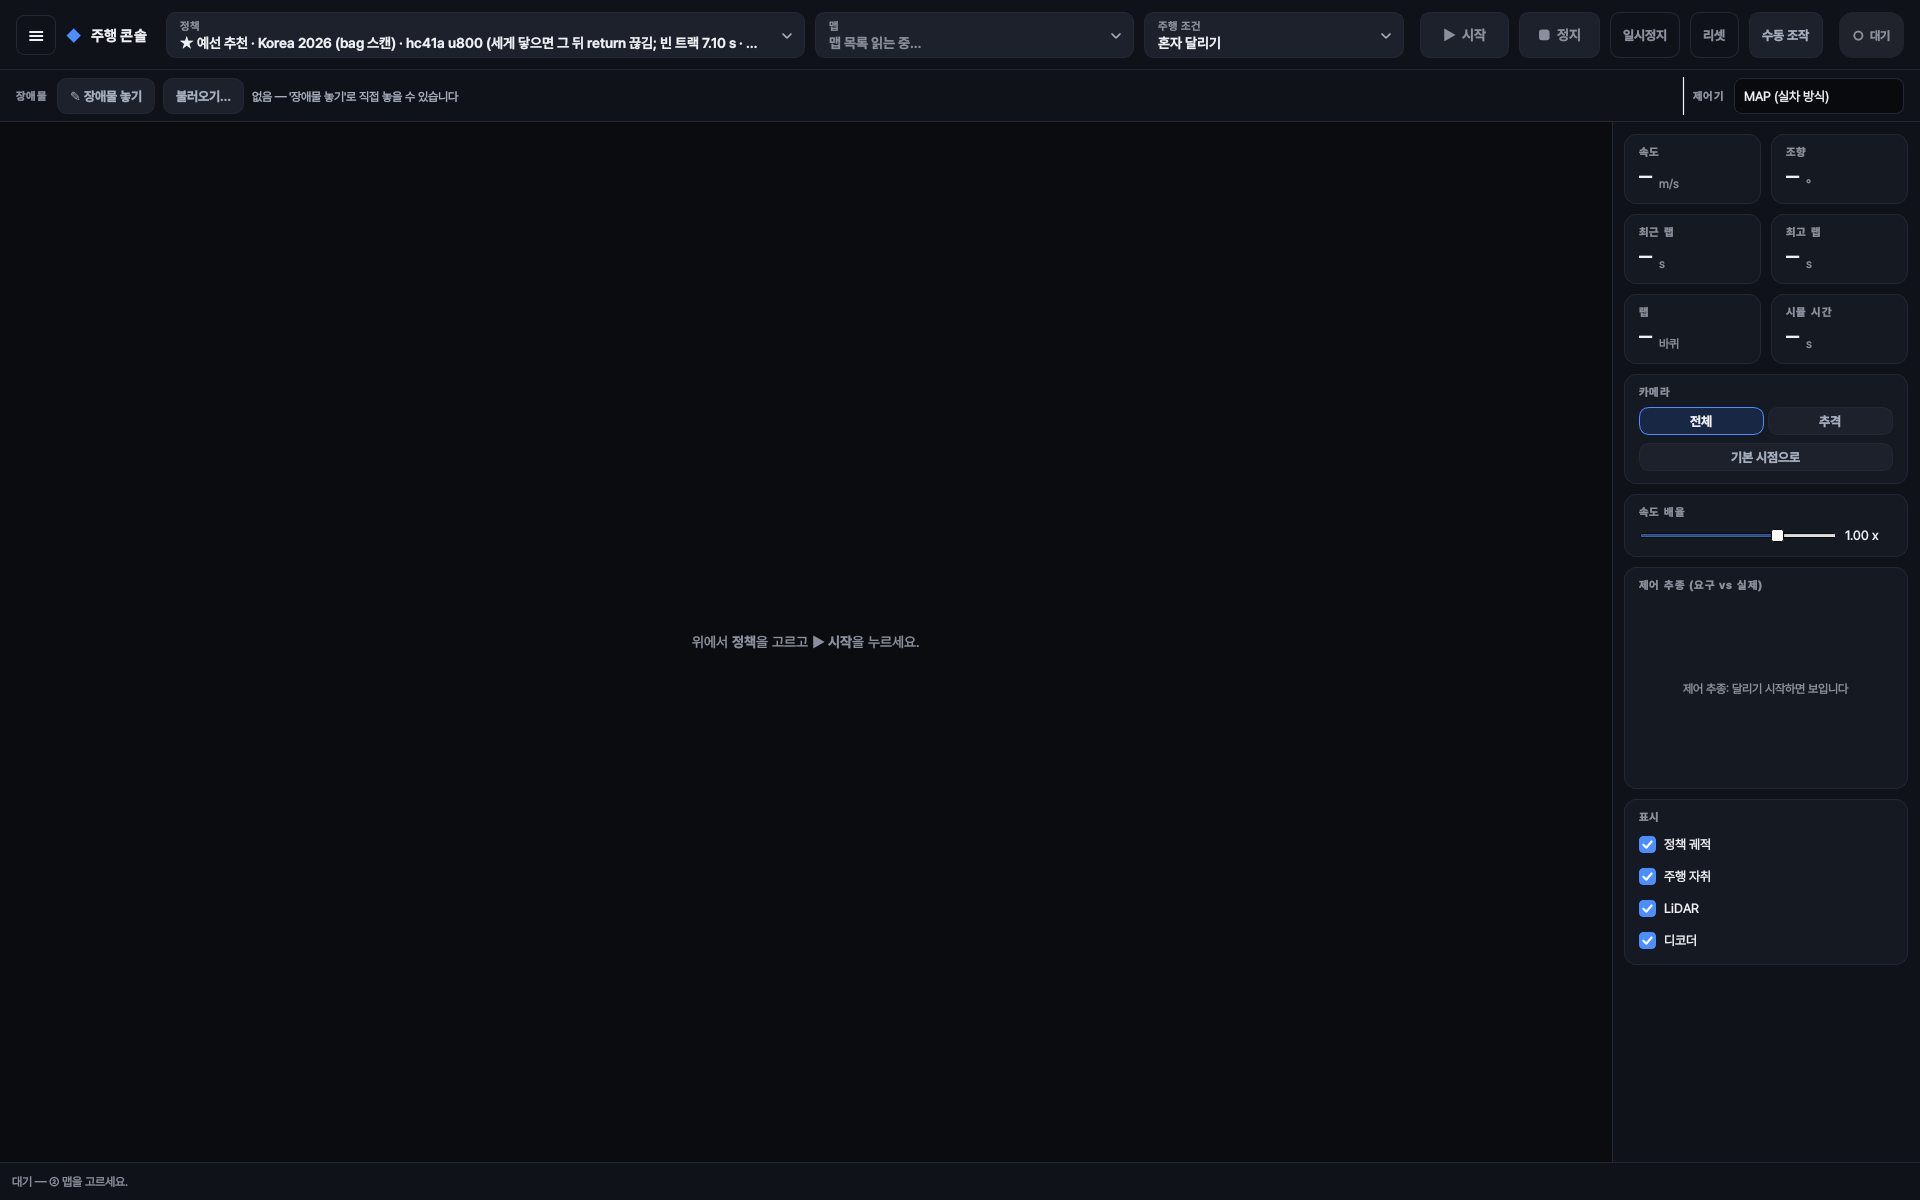 주행 콘솔
정책
★ 예선 추천 · Korea 2026 (bag 스캔) · hc41a u800 (세게 닿으면 그 뒤 return 끊김; 빈 트랙 7.10 s · ...
맵
맵 목록 읽는 중...
주행 조건
혼자 달리기
▶ 시작
■ 정지
일시정지
리셋
수동 조작
○ 대기
장애물
✎ 장애물 놓기
불러오기...
없음 — '장애물 놓기'로 직접 놓을 수 있습니다
제어기
MAP (실차 방식)
속도
— m/s
조향
— °
최근 랩
— s
최고 랩
— s
랩
— 바퀴
시뮬 시간
— s
카메라
전체
추격
기본 시점으로
속도 배율
1.00 x
제어 추종 (요구 vs 실제)
제어 추종: 달리기 시작하면 보입니다
표시
정책 궤적
주행 자취
LiDAR
디코더
위에서 정책을 고르고 ▶ 시작을 누르세요.
대기 — ② 맵을 고르세요.